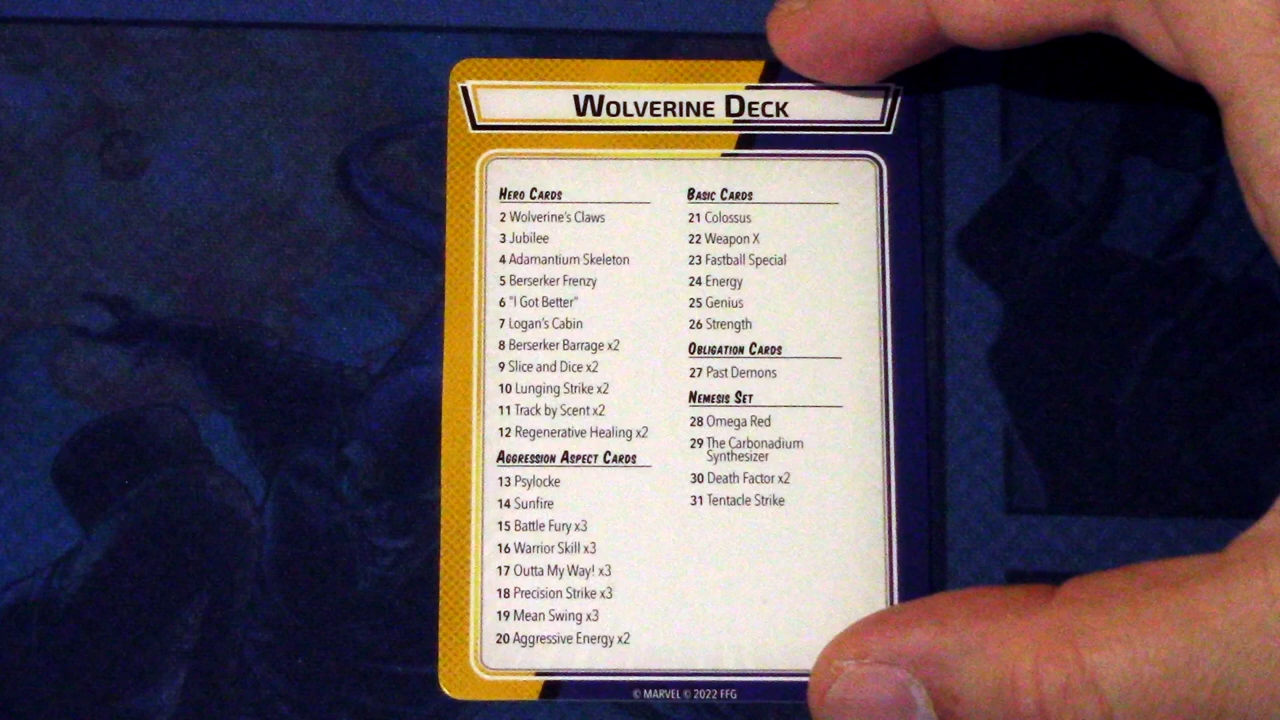 WOLVERINE DECK
HERO CARDS
2 Wolverine's Claws
3 Jubilee
4 Adamantium Skeleton
5 Berserker Frenzy
6 "I Got Better"
7 Logan's Cabin
8 Berserker Barrage x2
9 Slice and Dice x2
10 Lunging Strike x2
11 Track by Scent x2
12 Regenerative Healing x2
AGGRESSION ASPECT CARDS
13 Psylocke
14 Sunfire
15 Battle Fury x3
16 Warrior Skill x3
17 Outta My Way! x3
18 Precision Strike x3
19 Mean Swing x3
20 Aggressive Energy x2
BASIC CARDS
21 Colossus
22 Weapon X
23 Fastball Special
24 Energy
25 Genius
26 Strength
OBLIGATION CARDS
27 Past Demons
NEMESIS SET
28 Omega Red
29 The Carbonadium
Synthesizer
30 Death Factor x2
31 Tentacle Strike
© MARVEL © 2022 FFG